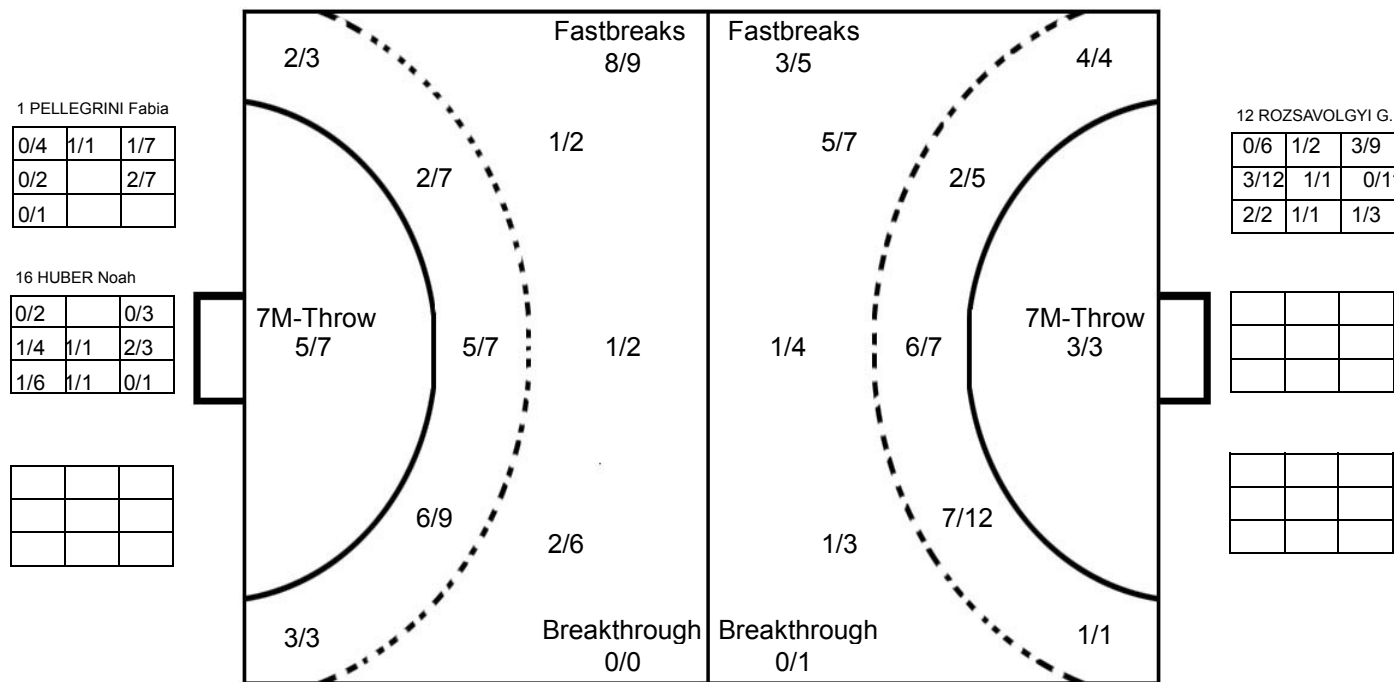 1 PELLEGRINI Fabia
0/4 1/1 1/7
0/2 2/7
0/1
16 HUBER Noah
0/2 0/3
1/4 1/1 2/3
1/6 1/1 0/1
2/3
Fastbreaks
8/9
1/2
2/7
7M-Throw
5/7
5/7
1/2
6/9
2/6
3/3
Breakthrough
0/0
Fastbreaks
3/5
4/4
5/7
2/5
1/4
6/7
7M-Throw
3/3
7/12
1/3
Breakthrough
0/1
1/1
12 ROZSAVOLGYI G.
0/6 1/2 3/9
3/12 1/1
2/2 1/1 1/3